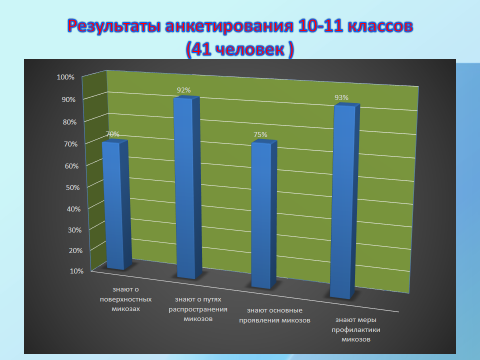 Результаты анкетирования 10-11 классов
(41 человек )
100%
90%
80%
70%
60%
50%
40%
30%
20%
10%
70%
92%
75%
93%
знают о
поверхностных
микозах
знают о путях
распространения
микозов
знают основные
проявления микозов
знают меры
профилактики
микозов